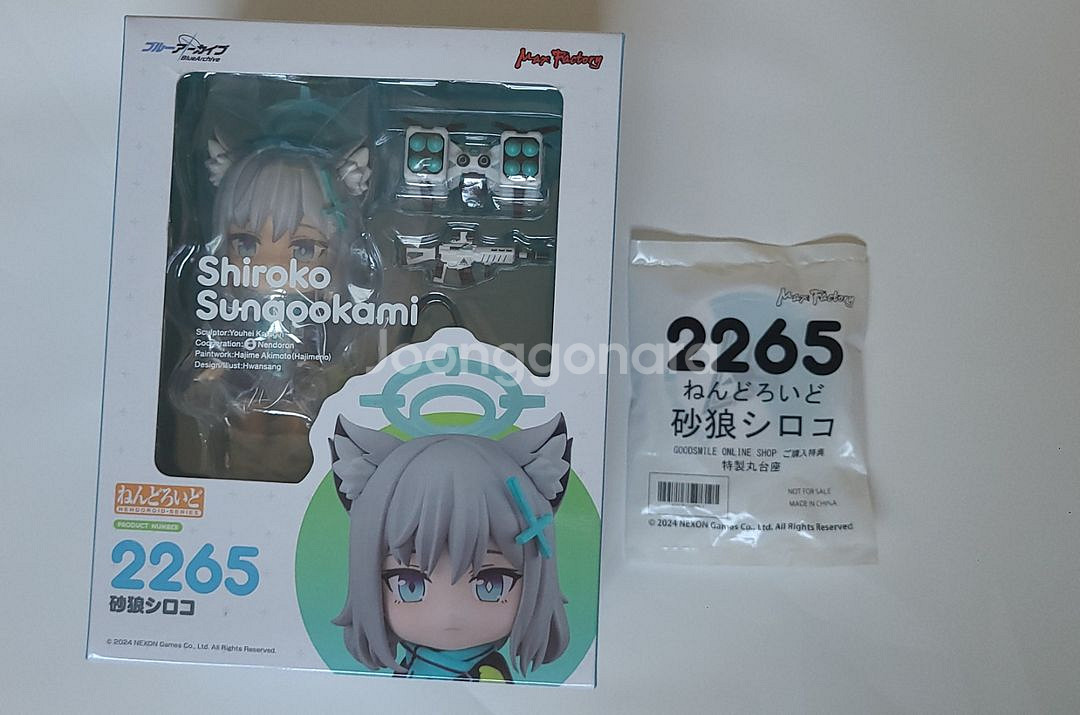 ブルーアーカイブ
BlueArchive
Max Factory
Shiroko
Sunaookami
Sculptor:Youhei
Cooperation: Nendoron
Paintwork:Hajime Akimoto(Hajimeno)
Design/Illust:Hwansang
ねんどろいど
NENDOROID-SERIES
PRODUCT NUMBER
2265
砂狼シロコ
© 2024 NEXON Games Co., Ltd. All Rights Reserved.
Max Factory
2265
ねんどろいど
砂狼シロコ
GOODSMILE ONLINE SHOP ご購入特典
特製丸台座
NOT FOR SALE
MADE IN CHINA
© 2024 NEXON Games Co., Ltd. All Rights Reserved.
Joonggonara